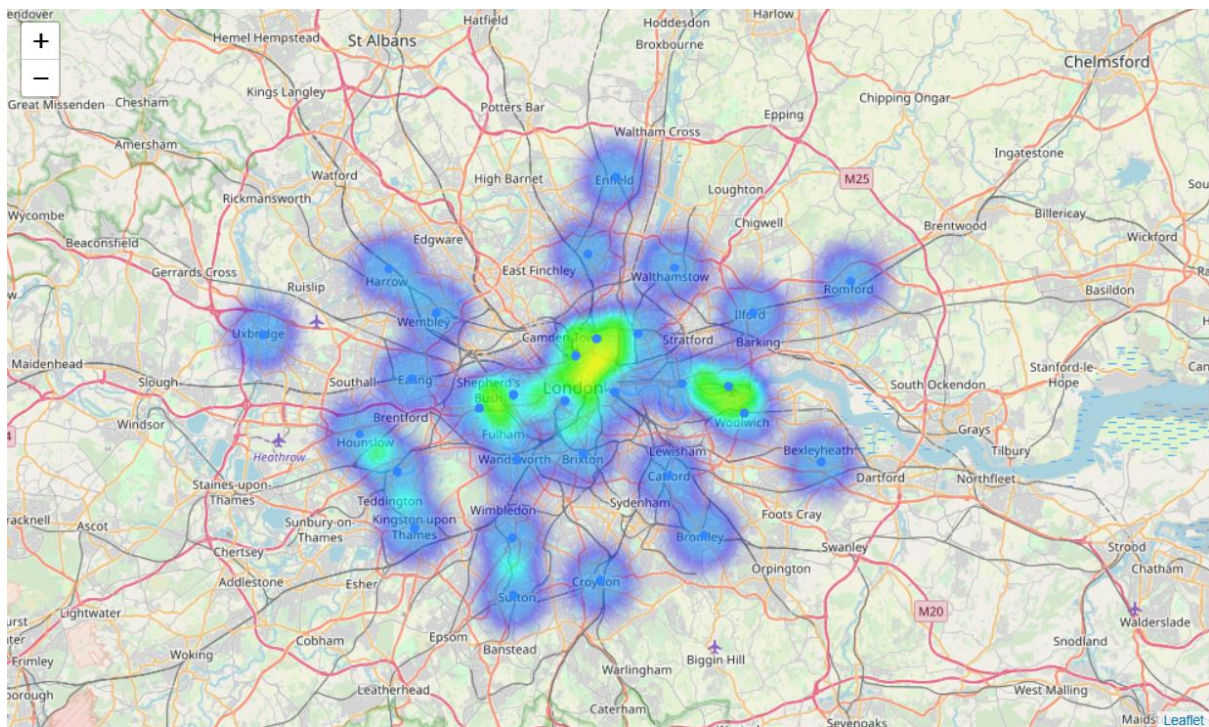 Hatfield
Hoddesdon
Harlow
Hemel Hempstead
St Albans
Broxbourne
Chelmsford
Great Missenden
Chesham
Kings Langley
Potters Bar
Chipping Ongar
Epping
Amersham
Waltham Cross
Ingatestone
Watford
High Barnet
Enfield
Loughton
M25
Rickmansworth
Chigwell
Billericay
Wycombe
Brentwood
Beaconsfield
Edgware
Wickford
Gerrards Cross
East Finchley
Walthamstow
Harrow
Ruislip
Romford
Basildon
Wembley
Ilford
Uxbridge
Camden Town
Stratford
Barking
Maidenhead
Stanford-le-
Hope
Slough
Southall
Ealing
Shepherd's
Bush
London
South Ockendon
Windsor
Brentford
Fulham
Woolwich
Grays
Hounslow
Tilbury
Heathrow
Wandsworth
Brixton
Lewisham
Bexleyheath
Catford
Dartford
Northfleet
Staines-upon-
Thames
Teddington
Sydenham
Wimbledon
Foots Cray
Ascot
Sunbury-on-
Thames
Kingston upon
Thames
Bromley
Swanley
Strood
Chertsey
Chatham
Addlestone
Esher
Croydon
Orpington
Sutton
Lightwater
M20
Walderslade
Cobham
Epsom
Banstead
Snodland
Woking
Biggin Hill
Frimley
Warlingham
Leatherhead
West Malling
Caterham
Sevenoaks
Leaflet